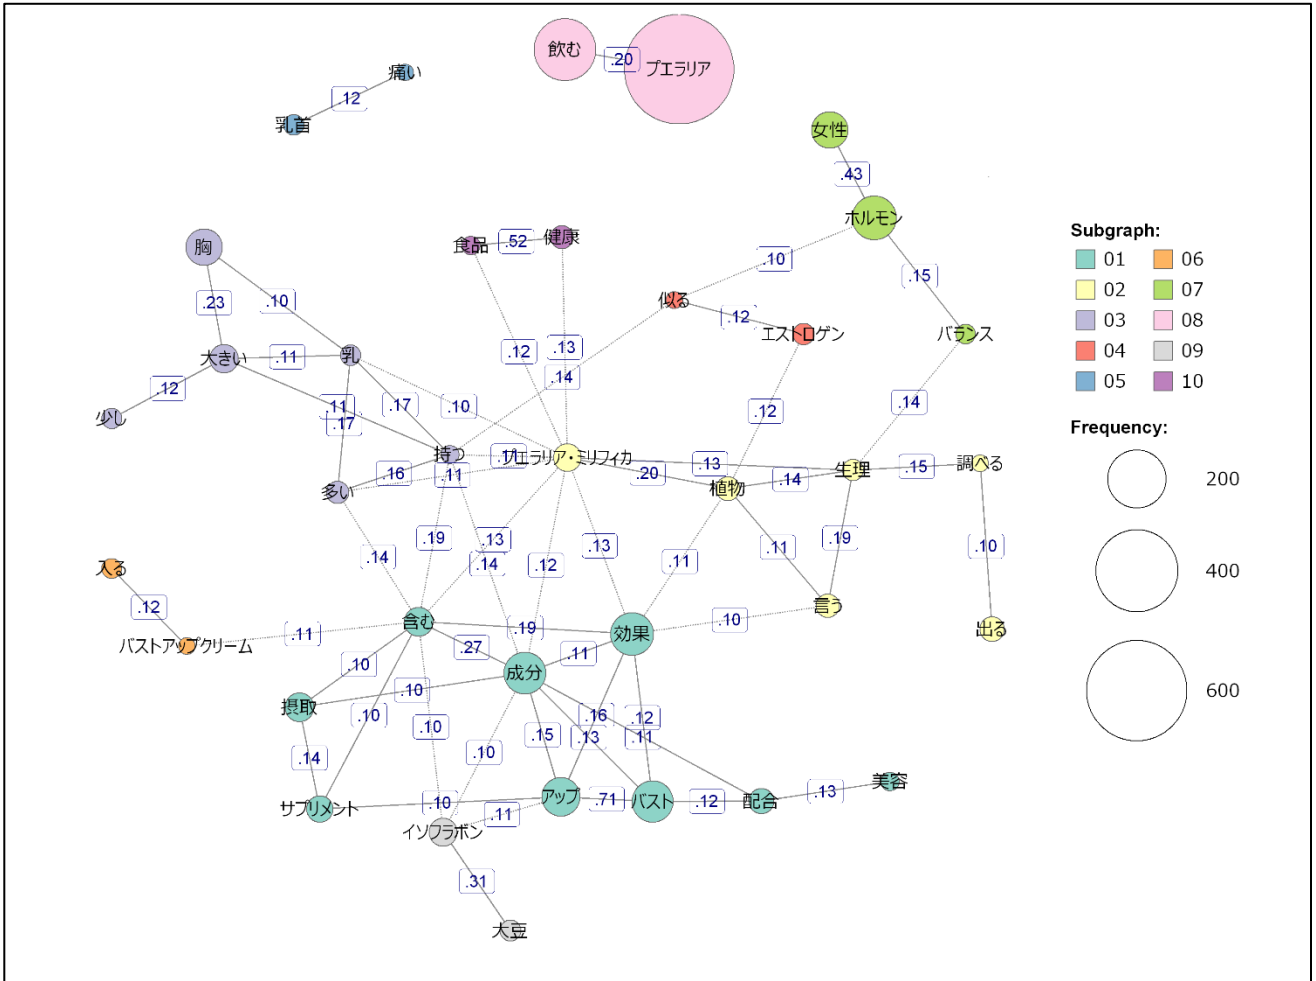 飲む
.20
プエラリア
痛い
.12
乳首
女性
.43
ホルモン
胸
食品
.52
健康
.10
.15
.23
.10
似る
.12
エストロゲン
バランス
大きい
.11
乳
.12
.13
.14
.12
少し
.11
.17
.17
.10
.12
.14
持つ
.11
プエラリア・ミリフィカ
.13
生理
.15
調べる
.16
.11
.20
植物
.14
多い
.14
.19
.13
.14
.12
.13
.11
.11
.19
.10
入る
.12
バストアップクリーム
.11
含む
.19
効果
.10
言う
出る
.10
.27
成分
.11
.10
摂取
.10
.10
.14
.10
.15
.13
.16
.12
.11
サプリメント
.10
アップ
.71
バスト
.12
配合
.13
美容
イソフラボン
.11
.31
大豆
Subgraph:
01 06
02 07
03 08
04 09
05 10
Frequency:
200
400
600